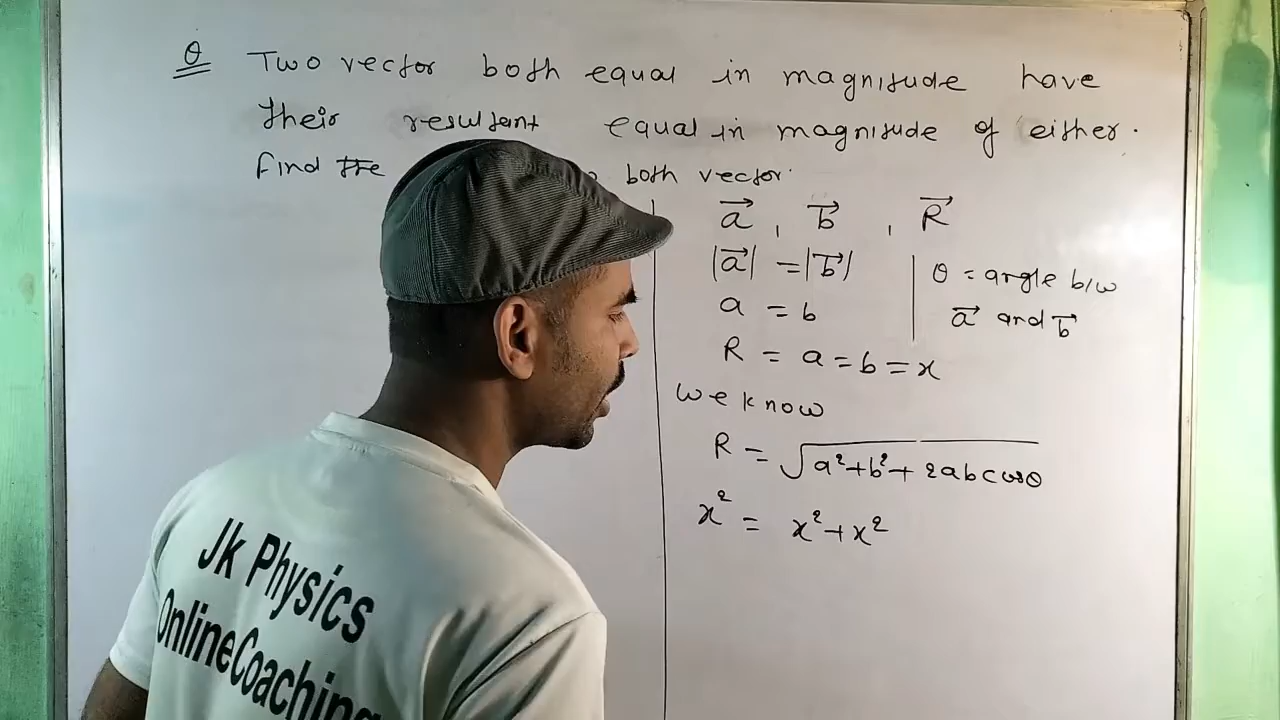 Q Two vector both equal in magnitude have
their resultant equal in magnitude of either.
Find the both vector.
a⃗ , b⃗ , R⃗
|a⃗| = |b⃗|
a = b
θ = angle b/w
a⃗ and b⃗
R = a = b = x
we know
R = √(a²+b²+2abcosθ)
x² = x²+x²
Jk Physics
OnlineCoaching